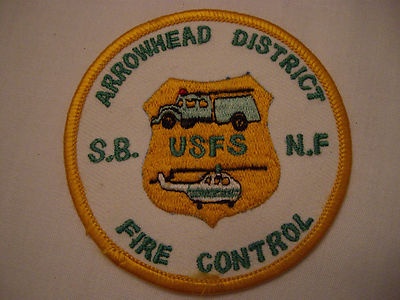 ARROWHEAD DISTRICT
S.B. USFS N.F
FIRE CONTROL